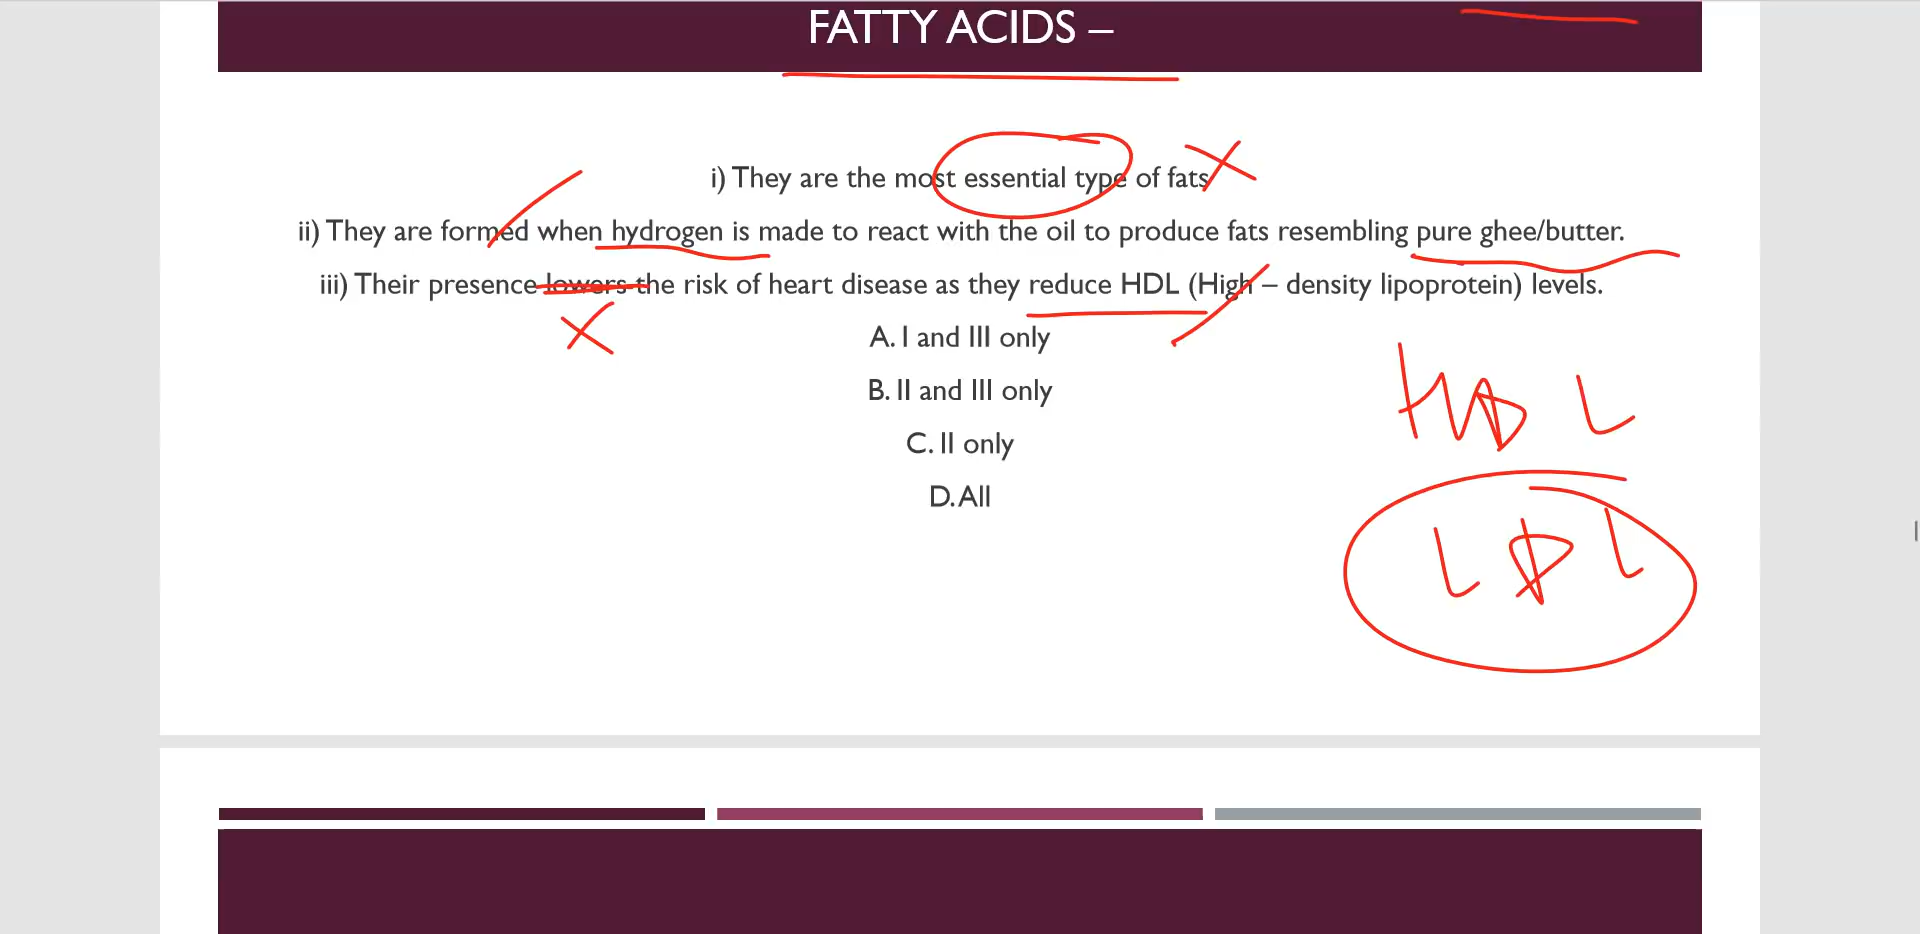 FATTY ACIDS –
i) They are the most essential type of fats
ii) They are formed when hydrogen is made to react with the oil to produce fats resembling pure ghee/butter.
iii) Their presence lowers the risk of heart disease as they reduce HDL (High – density lipoprotein) levels.
A. I and III only
B. II and III only
C. II only
D. All
HDL
LDL